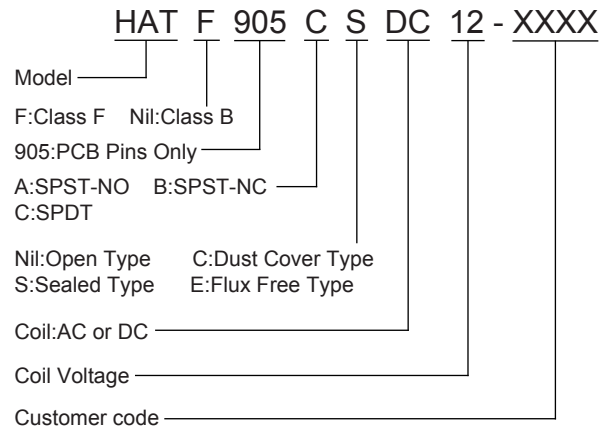 HAT F 905 C S DC 12 - XXXX
Model
F:Class F Nil:Class B
905:PCB Pins Only
A:SPST-NO B:SPST-NC
C:SPDT
Nil:Open Type C:Dust Cover Type
S:Sealed Type E:Flux Free Type
Coil:AC or DC
Coil Voltage
Customer code